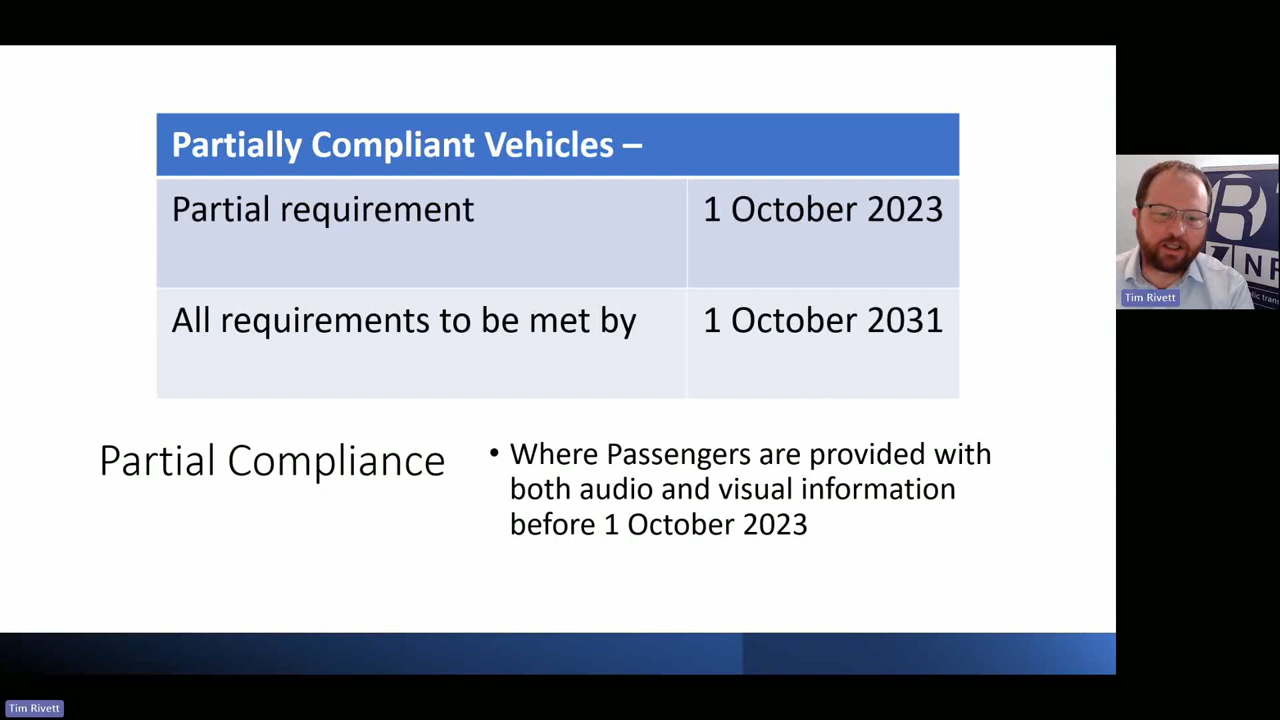 Partially Compliant Vehicles –
Partial requirement
1 October 2023
All requirements to be met by
1 October 2031
Partial Compliance
• Where Passengers are provided with
both audio and visual information
before 1 October 2023
Tim Rivett
Tim Rivett